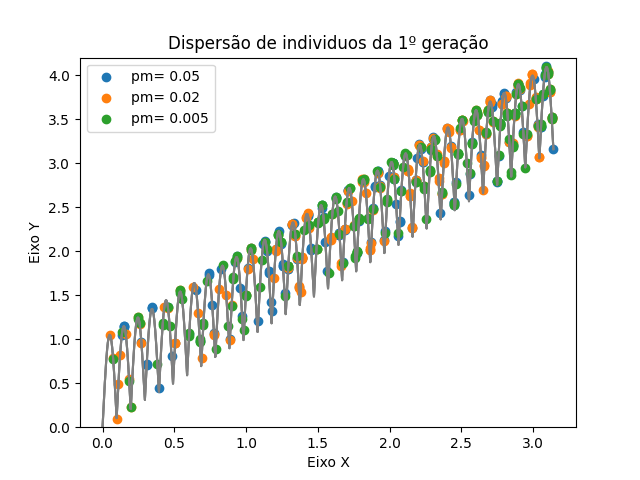 Dispersão de individuos da 1º geração
pm= 0.05
pm= 0.02
pm= 0.005
Eixo Y
4.0
3.5
3.0
2.5
2.0
1.5
1.0
0.5
0.0
0.0 0.5 1.0 1.5 2.0 2.5 3.0
Eixo X